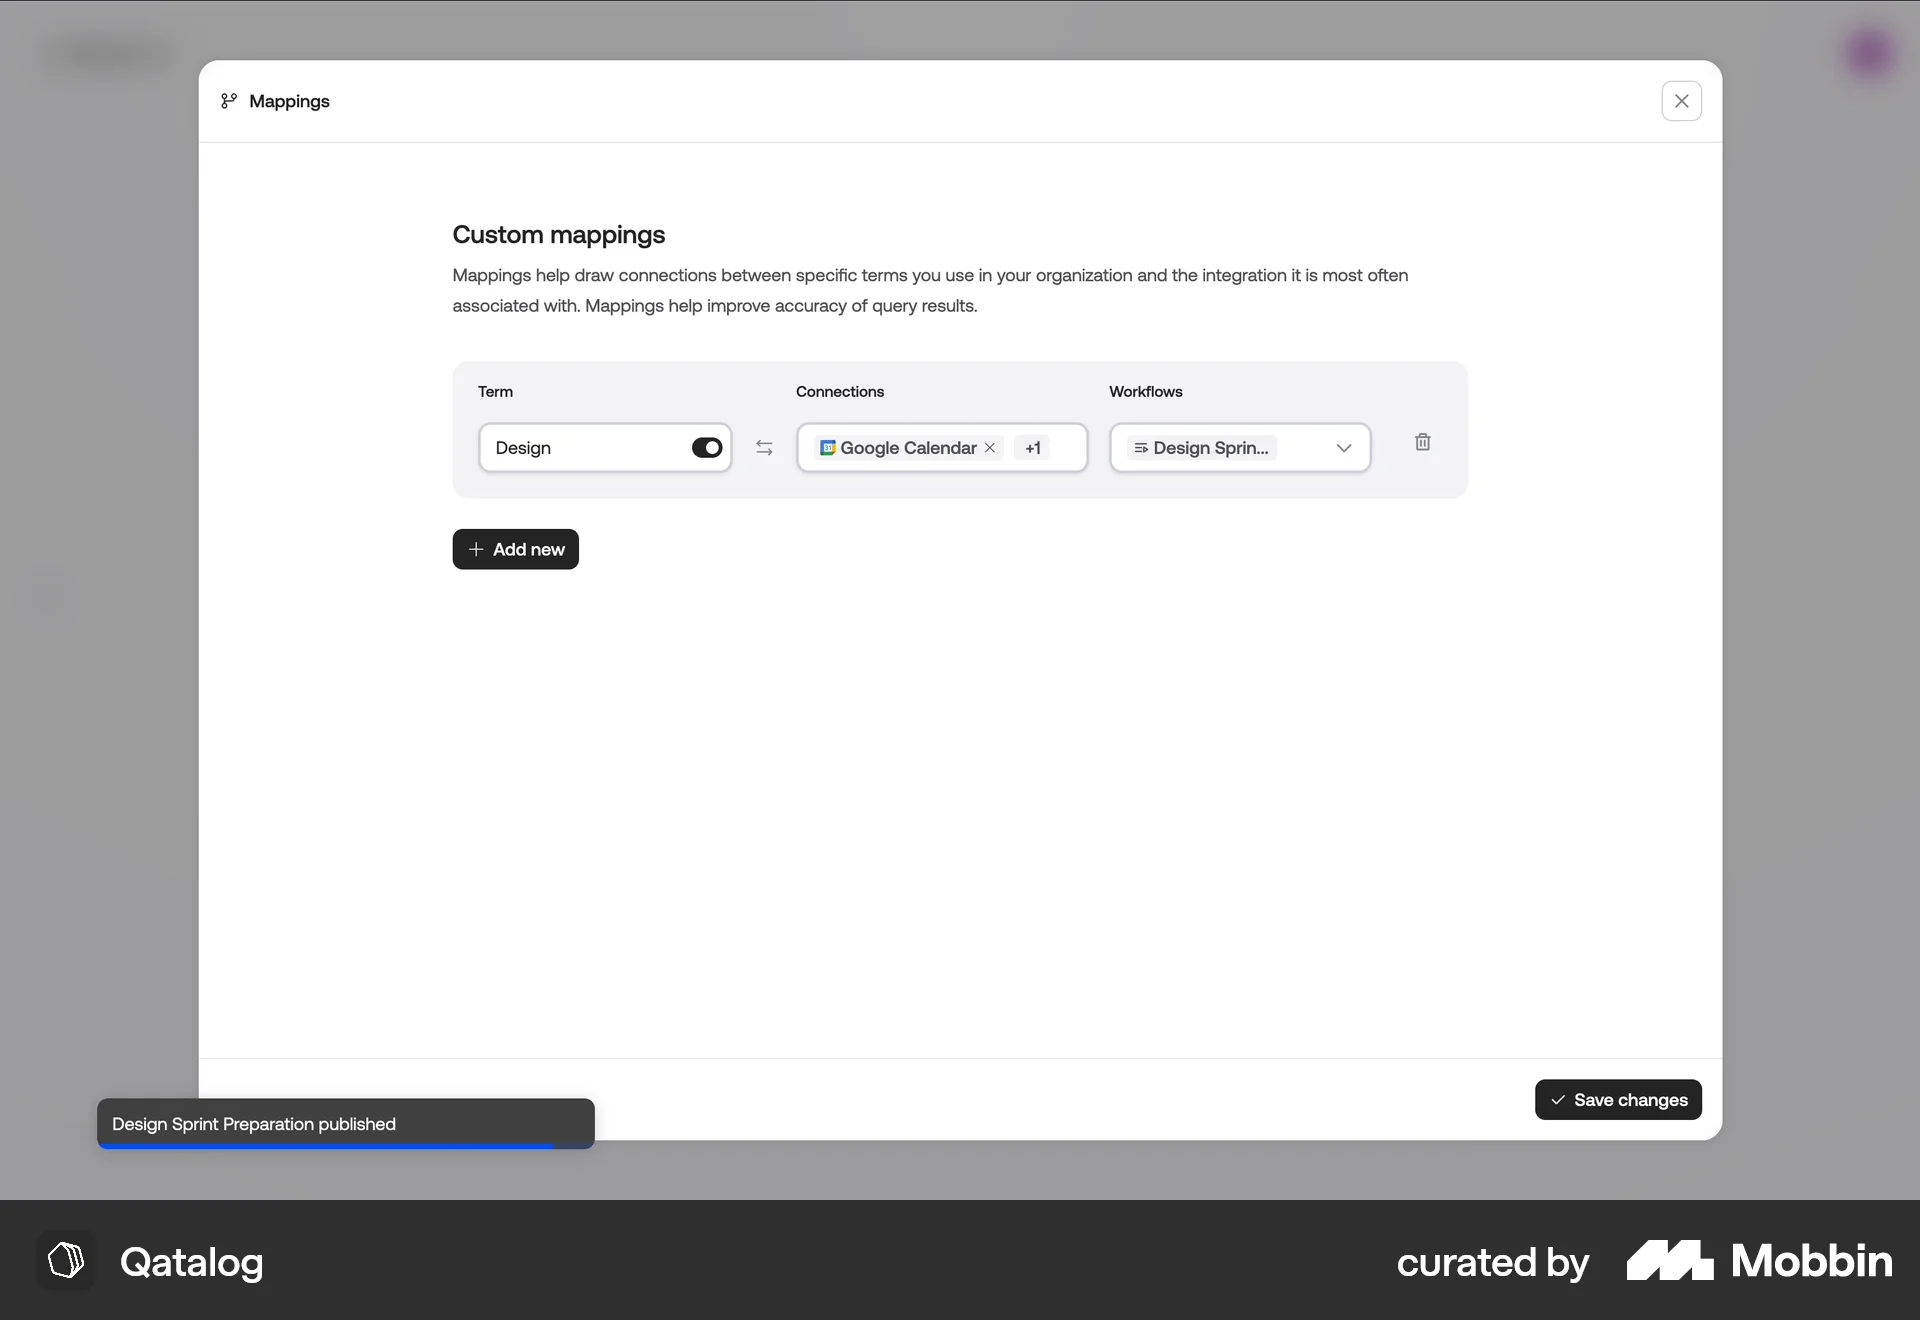 Mappings
Custom mappings
Mappings help draw connections between specific terms you use in your organization and the integration it is most often
associated with. Mappings help improve accuracy of query results.
Term
Connections
Workflows
Design
Google Calendar
+1
Design Sprin...
Add new
Save changes
Design Sprint Preparation published
Qatalog
curated by
Mobbin